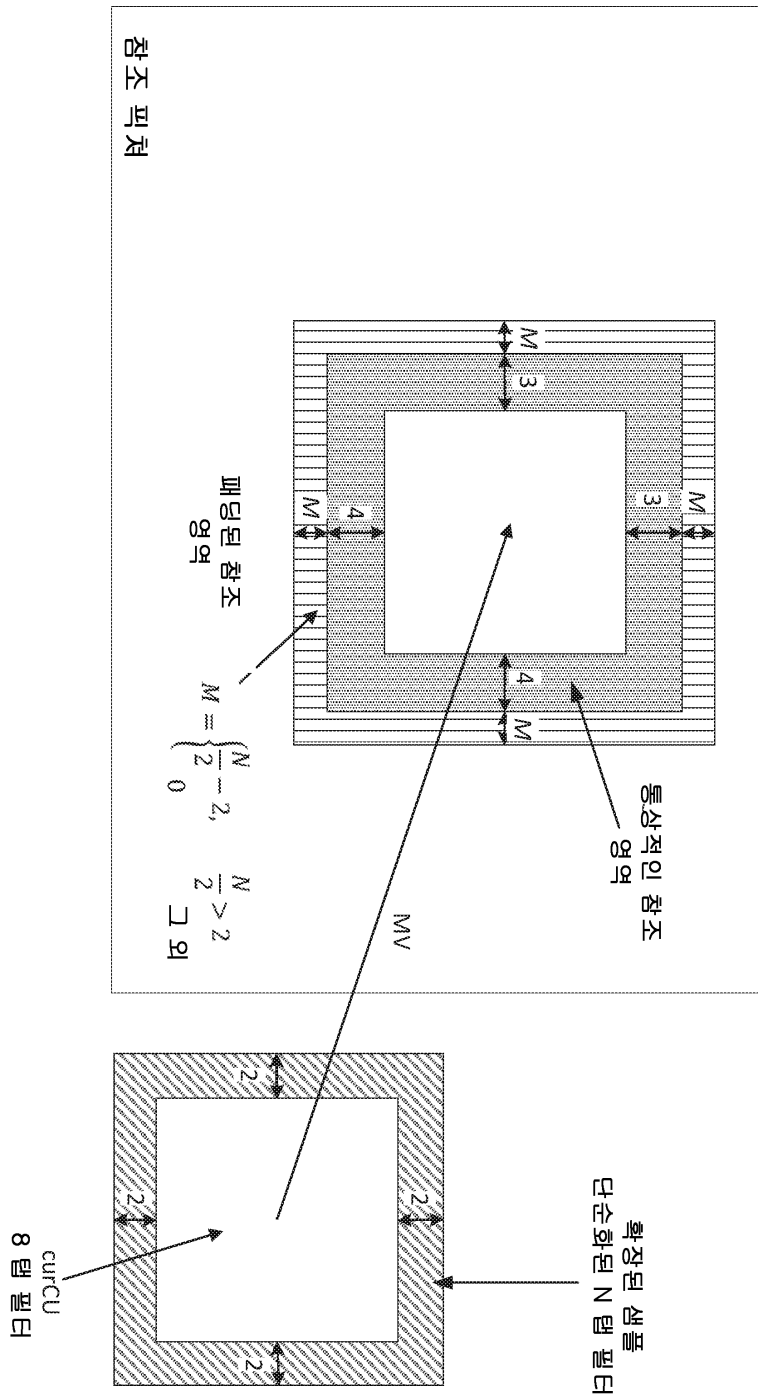 M
3
통상적인 참조
영역
확장된 샘플
단순화된 N 탭 필터
M
3
4
M
MV
2
4
M
2
2
패딩된 참조
영역
M = { N/2 − 2, N/2 > 2
0 그 외
2
참조 픽처
curCU
8 탭 필터